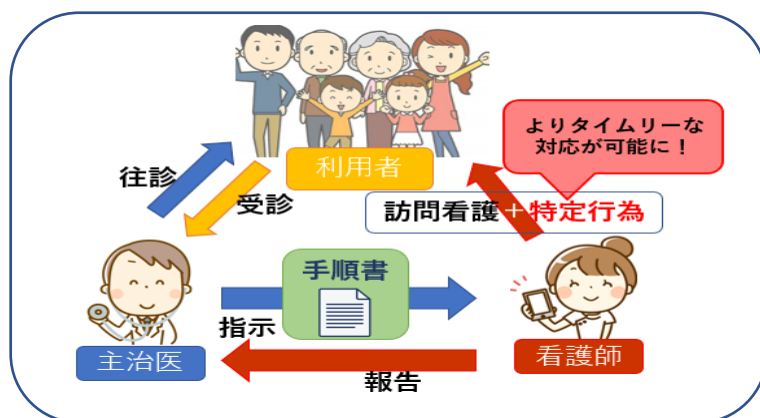 よりタイムリーな
対応が可能に！
利用者
往診
受診
訪問看護＋特定行為
手順書
指示
主治医
看護師
報告